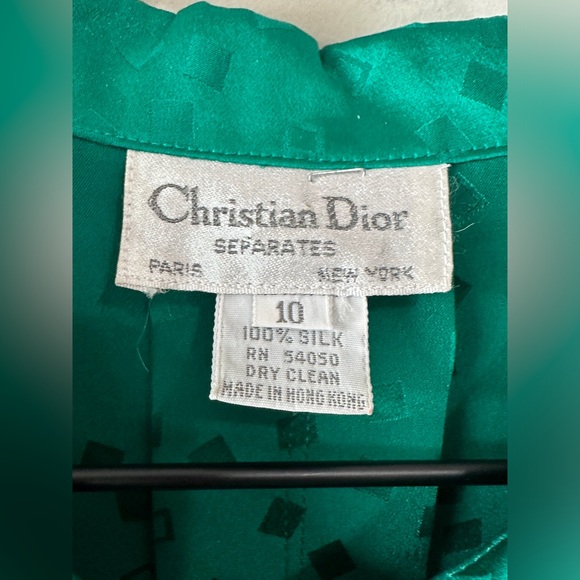 Christian Dior
SEPARATES
PARIS NEW YORK
10
100% SILK
RN 54050
DRY CLEAN
MADE IN HONG KONG